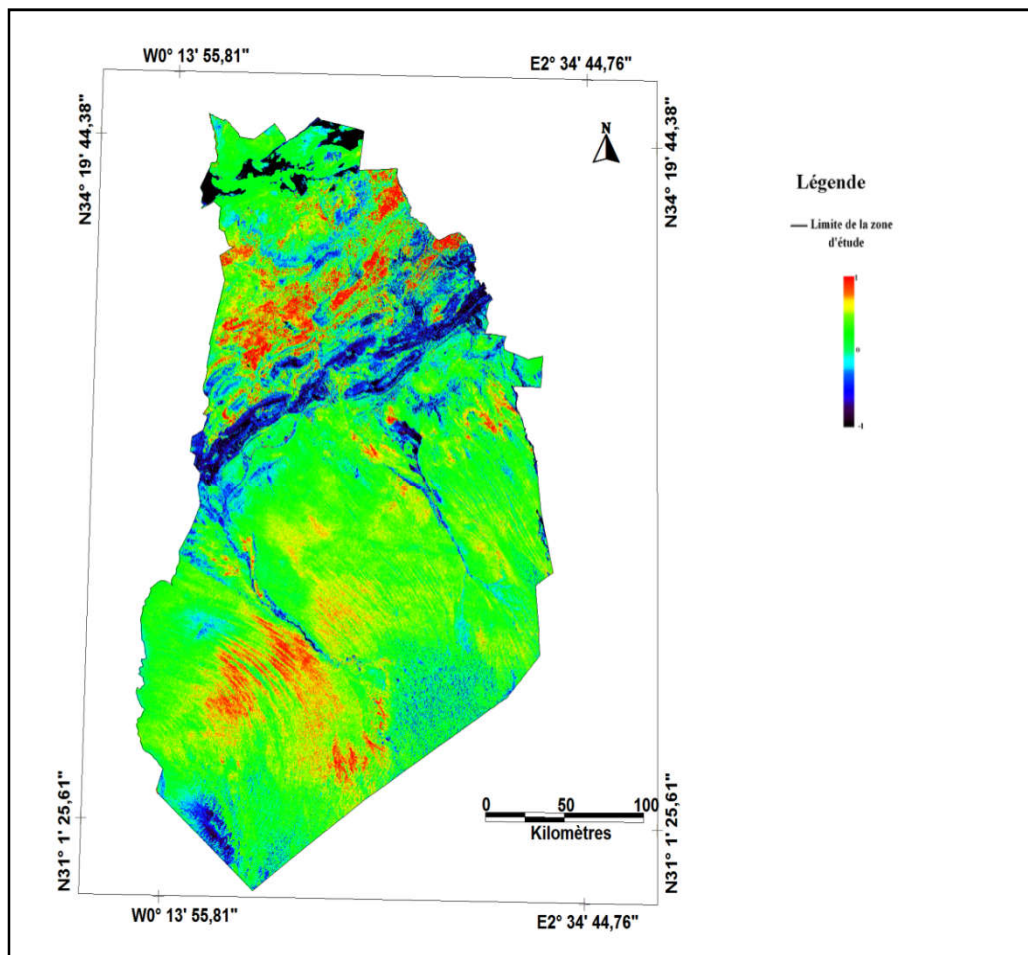 W0° 13' 55,81"
E2° 34' 44,76"
N34° 19' 44,38"
N34° 19' 44,38"
N
Légende
Limite de la zone
d'étude
1
0
-1
0 50 100
Kilomètres
N31° 1' 25,61"
N31° 1' 25,61"
W0° 13' 55,81"
E2° 34' 44,76"